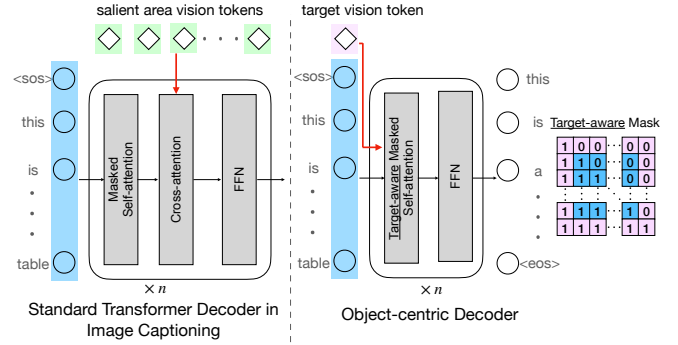 salient area vision tokens
<sos>
this
is
table
Masked
Self-attention
Cross-attention
FFN
× n
Standard Transformer Decoder in
Image Captioning
target vision token
<sos>
this
is
table
Target-aware Masked
Self-attention
FFN
× n
Object-centric Decoder
this
is
a
<eos>
Target-aware Mask
1 0 0 ··· 0 0
1 1 0 ··· 0 0
1 1 1 ··· 0 0
1 1 1 ··· 1 0
1 1 1 ··· 1 1